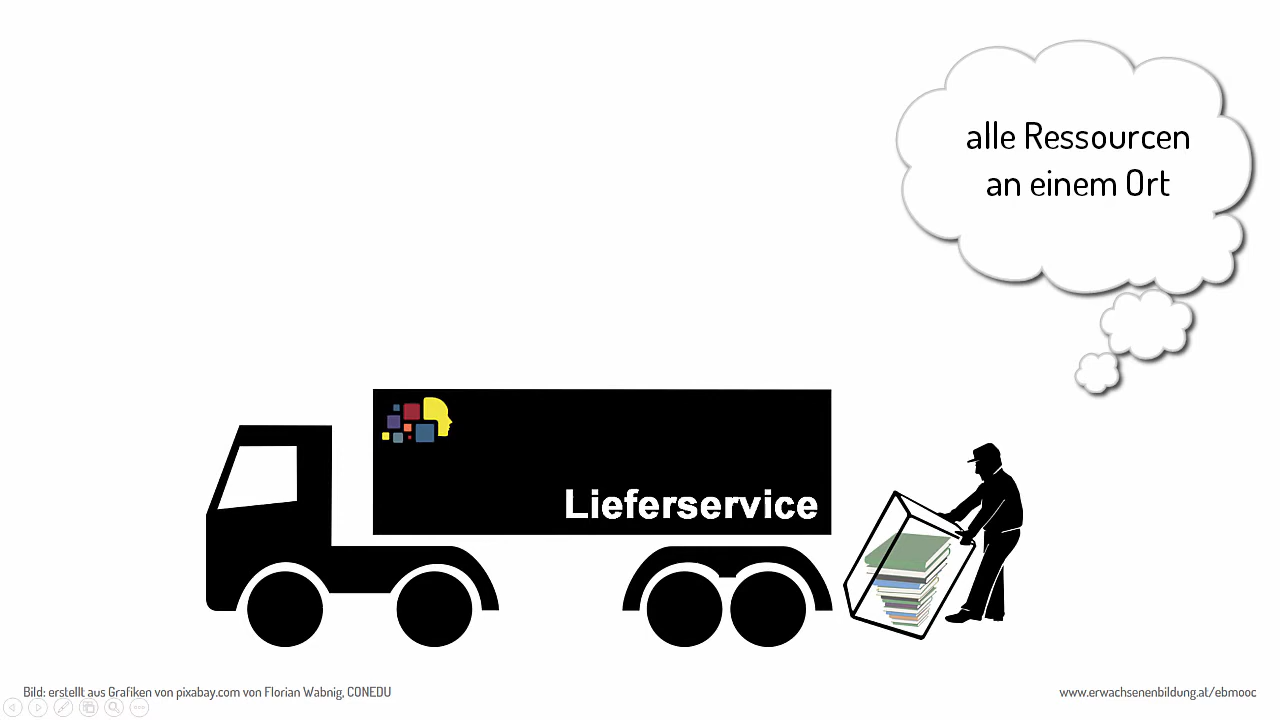 alle Ressourcen
an einem Ort
Lieferservice
Bild: erstellt aus Grafiken von pixabay.com von Florian Wabnig, CONEDU
www.erwachsenenbildung.at/ebmooc